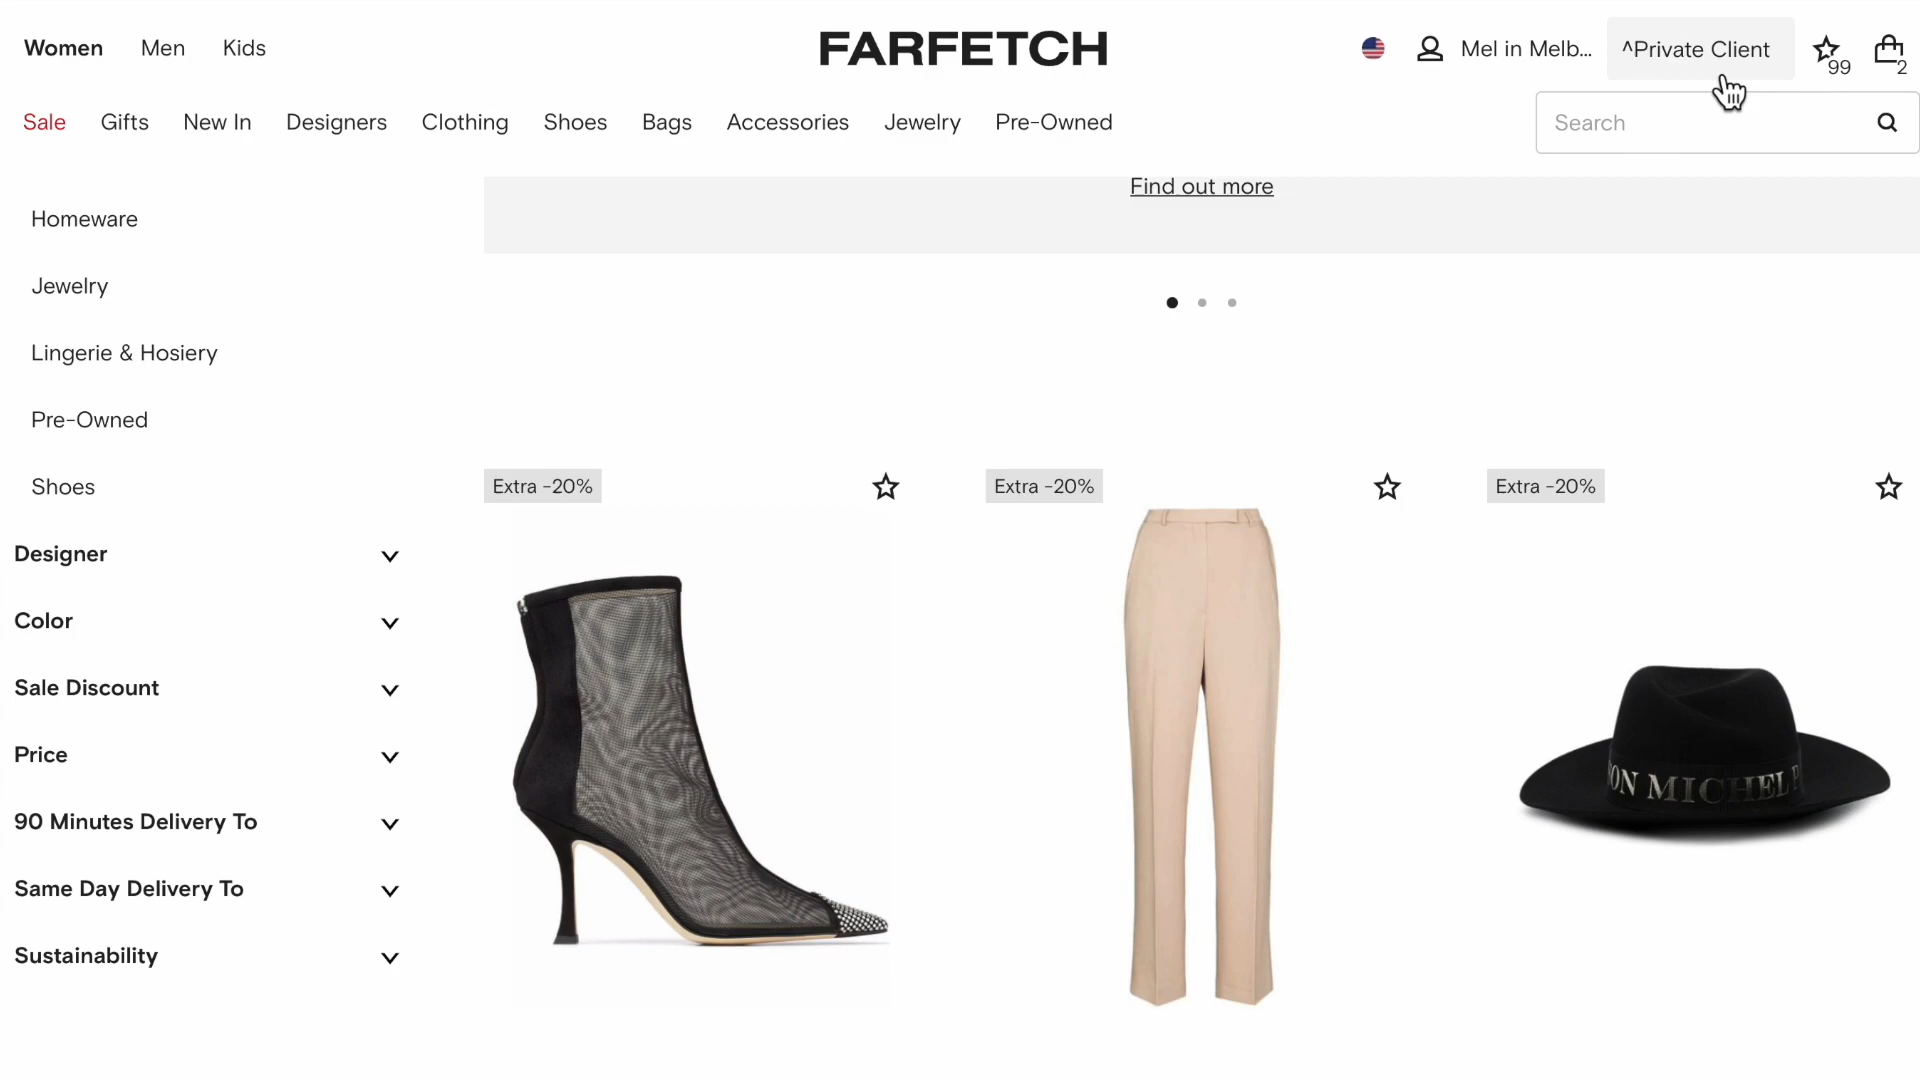 Women Men Kids
FARFETCH
Mel in Melb... ^Private Client 99 2
Sale Gifts New In Designers Clothing Shoes Bags Accessories Jewelry Pre-Owned
Search
Find out more
Homeware
Jewelry
Lingerie & Hosiery
Pre-Owned
Shoes
Designer
Color
Sale Discount
Price
90 Minutes Delivery To
Same Day Delivery To
Sustainability
Extra -20%
Extra -20%
Extra -20%
ON MICHEL P